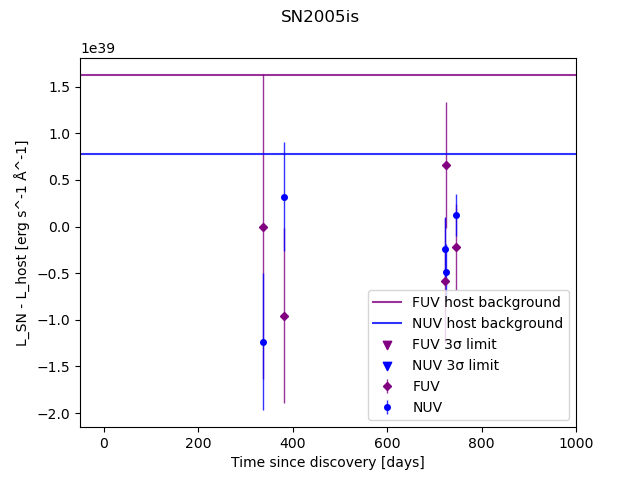 SN2005is
1e39
L_SN - L_host [erg s^-1 Å^-1]
1.5
1.0
0.5
0.0
−0.5
−1.0
−1.5
−2.0
FUV host background
NUV host background
FUV 3σ limit
NUV 3σ limit
FUV
NUV
0 200 400 600 800 1000
Time since discovery [days]